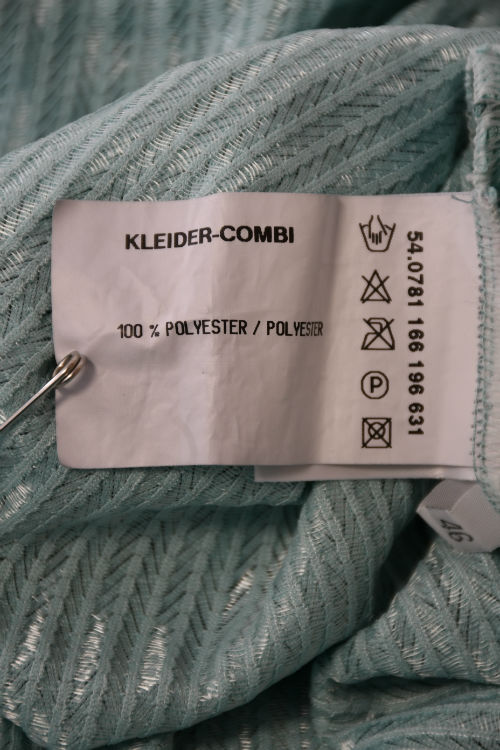 KLEIDER-COMBI
100 % POLYESTER / POLYESTER
P
54.0781 166 196 631
46